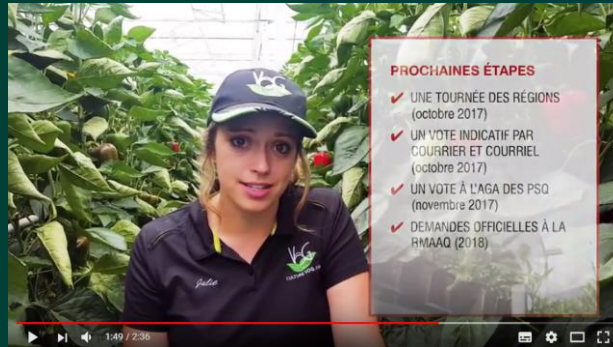 PROCHAINES ÉTAPES
✔ UNE TOURNÉE DES RÉGIONS
(octobre 2017)
✔ UN VOTE INDICATIF PAR
COURRIER ET COURRIEL
(octobre 2017)
✔ UN VOTE À L'AGA DES PSQ
(novembre 2017)
✔ DEMANDES OFFICIELLES À LA
RMAAQ (2018)
Julie
1:49 / 2:36